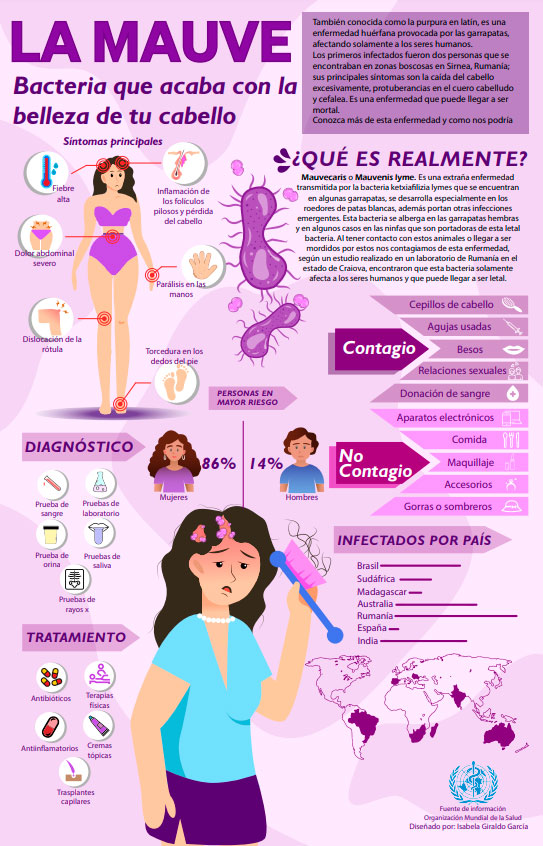 LA MAUVE
Bacteria que acaba con la
belleza de tu cabello
También conocida como la purpura en latín, es una
enfermedad huérfana provocada por las garrapatas,
afectando solamente a los seres humanos.
Los primeros infectados fueron dos personas que se
encontraban en zonas boscosas en Sirnea, Rumanía;
sus principales síntomas son la caída del cabello
excesivamente, protuberancias en el cuero cabelludo
y cefalea. Es una enfermedad que puede llegar a ser
mortal.
Conozca más de esta enfermedad y como nos podría
Síntomas principales
Fiebre
alta
Inflamación de
los folículos
pilosos y pérdida
del cabello
Dolor abdominal
severo
Parálisis en las
manos
Dislocación de la
rótula
Torcedura en los
dedos del pie
¿QUÉ ES REALMENTE?
Mauvecaris o Mauvenis lyme. Es una extraña enfermedad
transmitida por la bacteria ketxiafilizia lymes que se encuentran
en algunas garrapatas, se desarrolla especialmente en los
roedores de patas blancas, además portan otras infecciones
emergentes. Esta bacteria se alberga en las garrapatas hembras
y en algunos casos en las ninfas que son portadoras de esta letal
bacteria. Al tener contacto con estos animales o llegar a ser
mordidos por estos nos contagiamos de esta enfermedad,
según un estudio realizado en un laboratorio de Rumanía en el
estado de Craiova, encontraron que esta bacteria solamente
afecta a los seres humanos y que puede llegar a ser letal.
Contagio
Cepillos de cabello
Agujas usadas
Besos
Relaciones sexuales
Donación de sangre
No
Contagio
Aparatos electrónicos
Comida
Maquillaje
Accesorios
Gorras o sombreros
PERSONAS EN
MAYOR RIESGO
86%
14%
Mujeres
Hombres
DIAGNÓSTICO
Prueba de
sangre
Pruebas de
laboratorio
Prueba de
orina
Pruebas de
saliva
Pruebas de
rayos x
TRATAMIENTO
Antibióticos
Terapias
físicas
Antiinflamatorios
Cremas
tópicas
Trasplantes
capilares
INFECTADOS POR PAÍS
Brasil
Sudáfrica
Madagascar
Australia
Rumanía
España
India
Fuente de información
Organización Mundial de la Salud
Diseñado por: Isabela Giraldo García